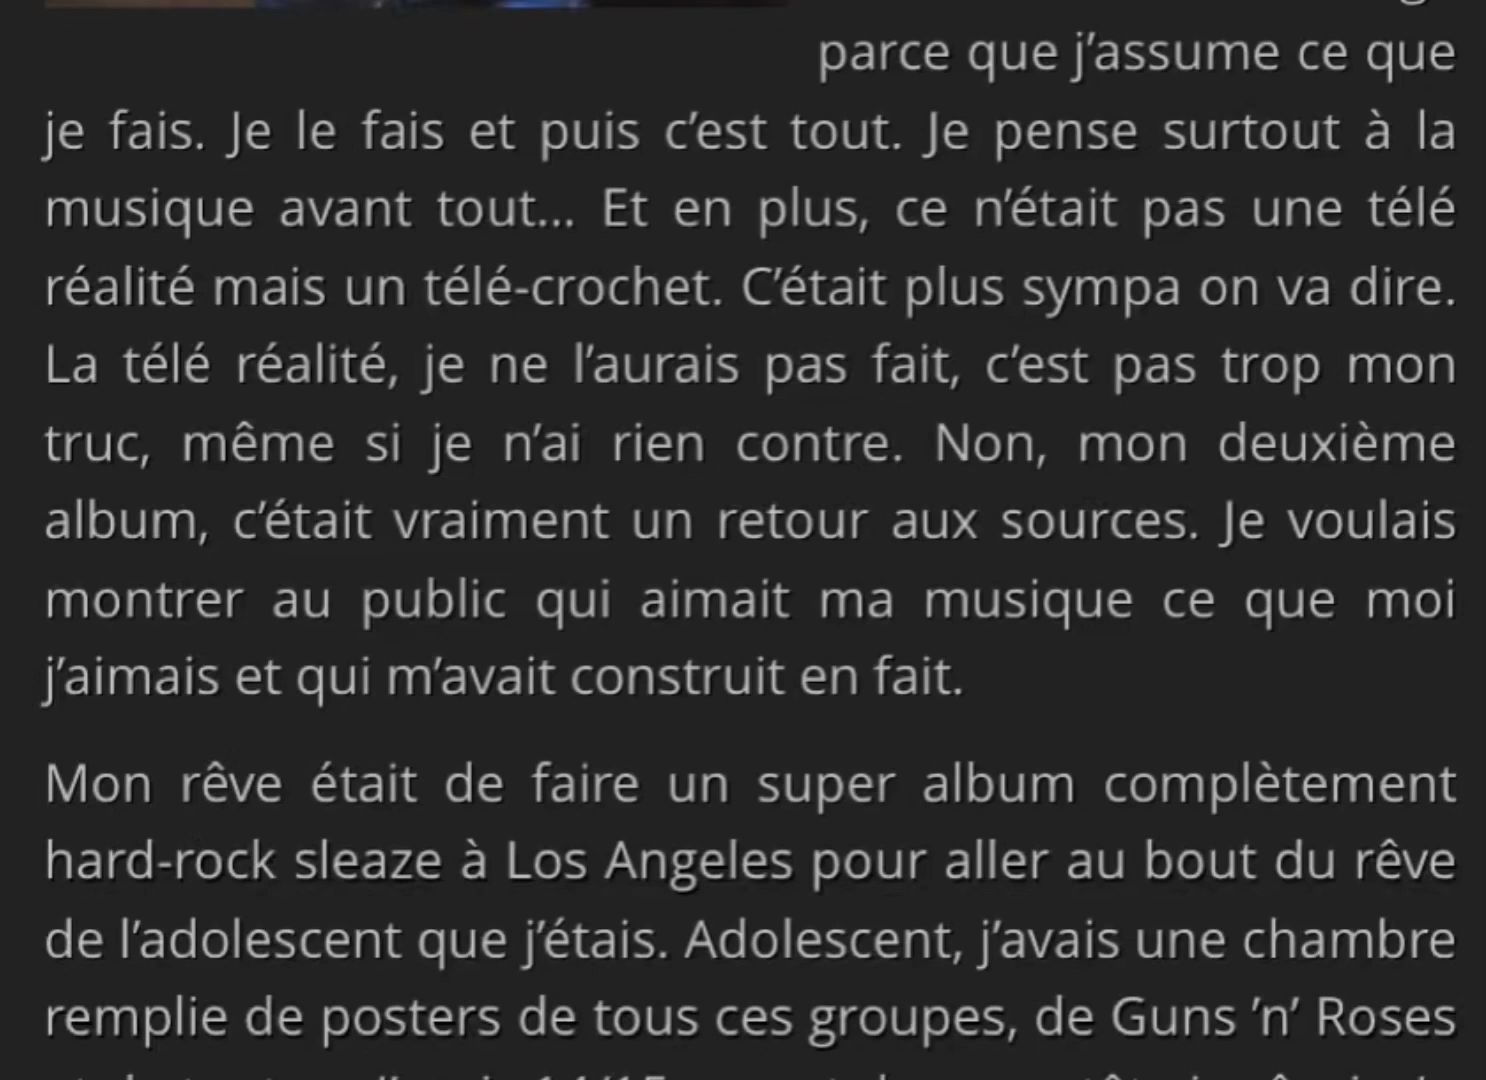 parce que j’assume ce que
je fais. Je le fais et puis c’est tout. Je pense surtout à la
musique avant tout… Et en plus, ce n’était pas une télé
réalité mais un télé-crochet. C’était plus sympa on va dire.
La télé réalité, je ne l’aurais pas fait, c’est pas trop mon
truc, même si je n’ai rien contre. Non, mon deuxième
album, c’était vraiment un retour aux sources. Je voulais
montrer au public qui aimait ma musique ce que moi
j’aimais et qui m’avait construit en fait.
Mon rêve était de faire un super album complètement
hard-rock sleaze à Los Angeles pour aller au bout du rêve
de l’adolescent que j’étais. Adolescent, j’avais une chambre
remplie de posters de tous ces groupes, de Guns ’n’ Roses